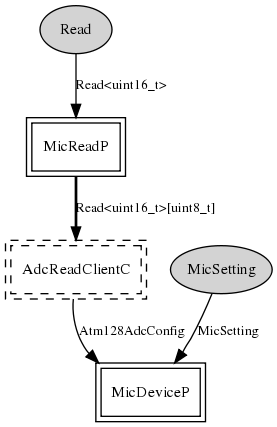 Read
Read<uint16_t>
MicReadP
Read<uint16_t>[uint8_t]
AdcReadClientC
MicSetting
Atm128AdcConfig
MicSetting
MicDeviceP